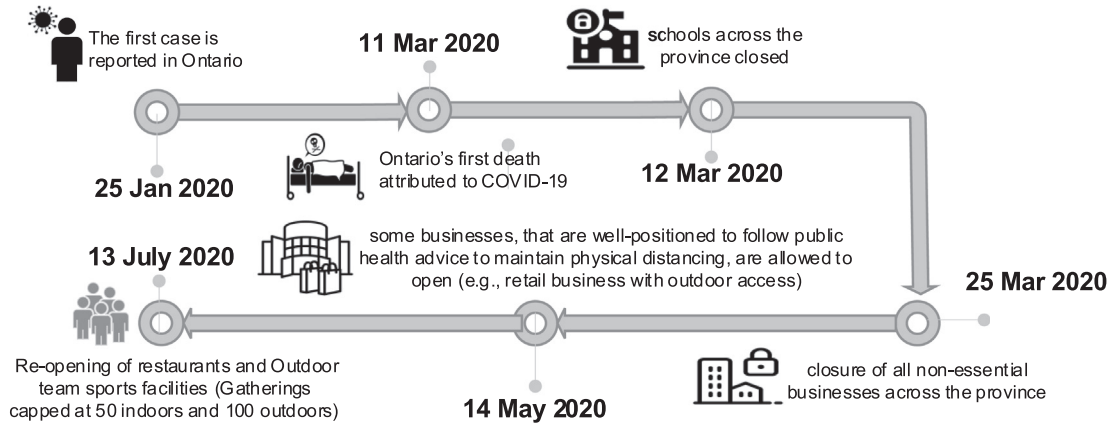 The first case is
reported in Ontario
25 Jan 2020
11 Mar 2020
Ontario's first death
attributed to COVID-19
schools across the
province closed
12 Mar 2020
25 Mar 2020
closure of all non-essential
businesses across the province
some businesses, that are well-positioned to follow public
health advice to maintain physical distancing, are allowed to
open (e.g., retail business with outdoor access)
14 May 2020
13 July 2020
Re-opening of restaurants and Outdoor
team sports facilities (Gatherings
capped at 50 indoors and 100 outdoors)